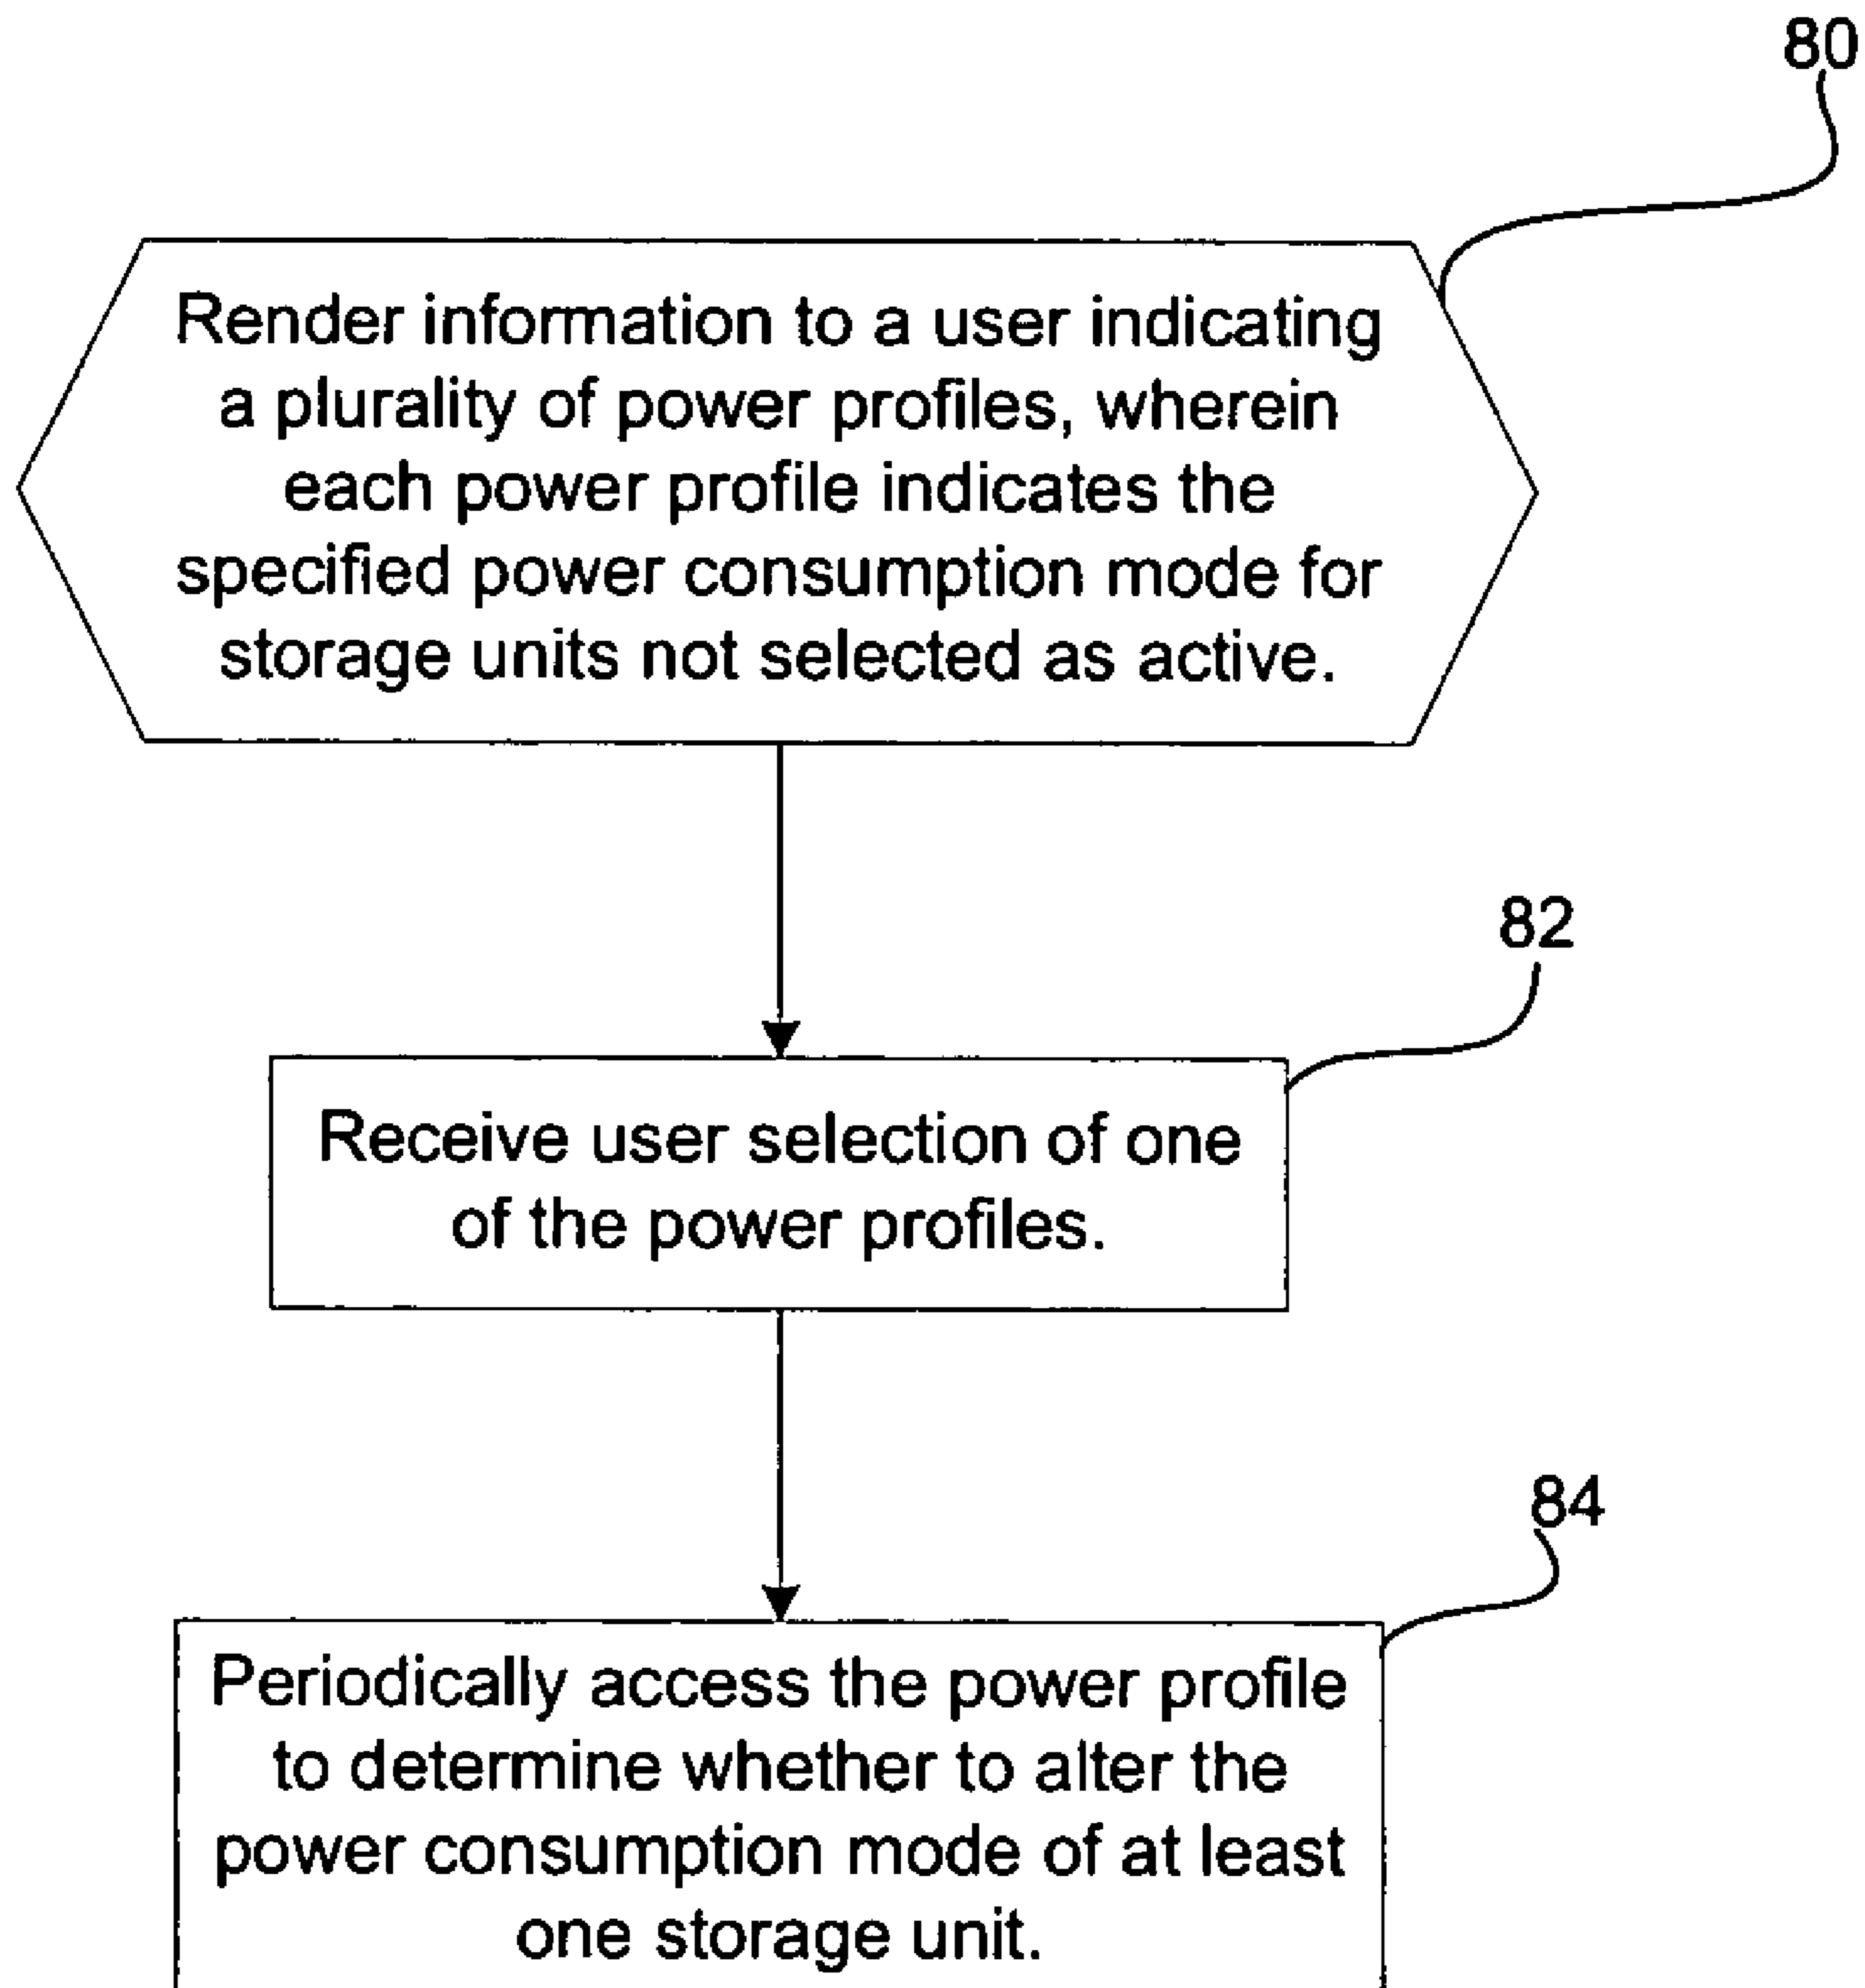 80
Render information to a user indicating
a plurality of power profiles, wherein
each power profile indicates the
specified power consumption mode for
storage units not selected as active.
82
Receive user selection of one
of the power profiles.
84
Periodically access the power profile
to determine whether to alter the
power consumption mode of at least
one storage unit.